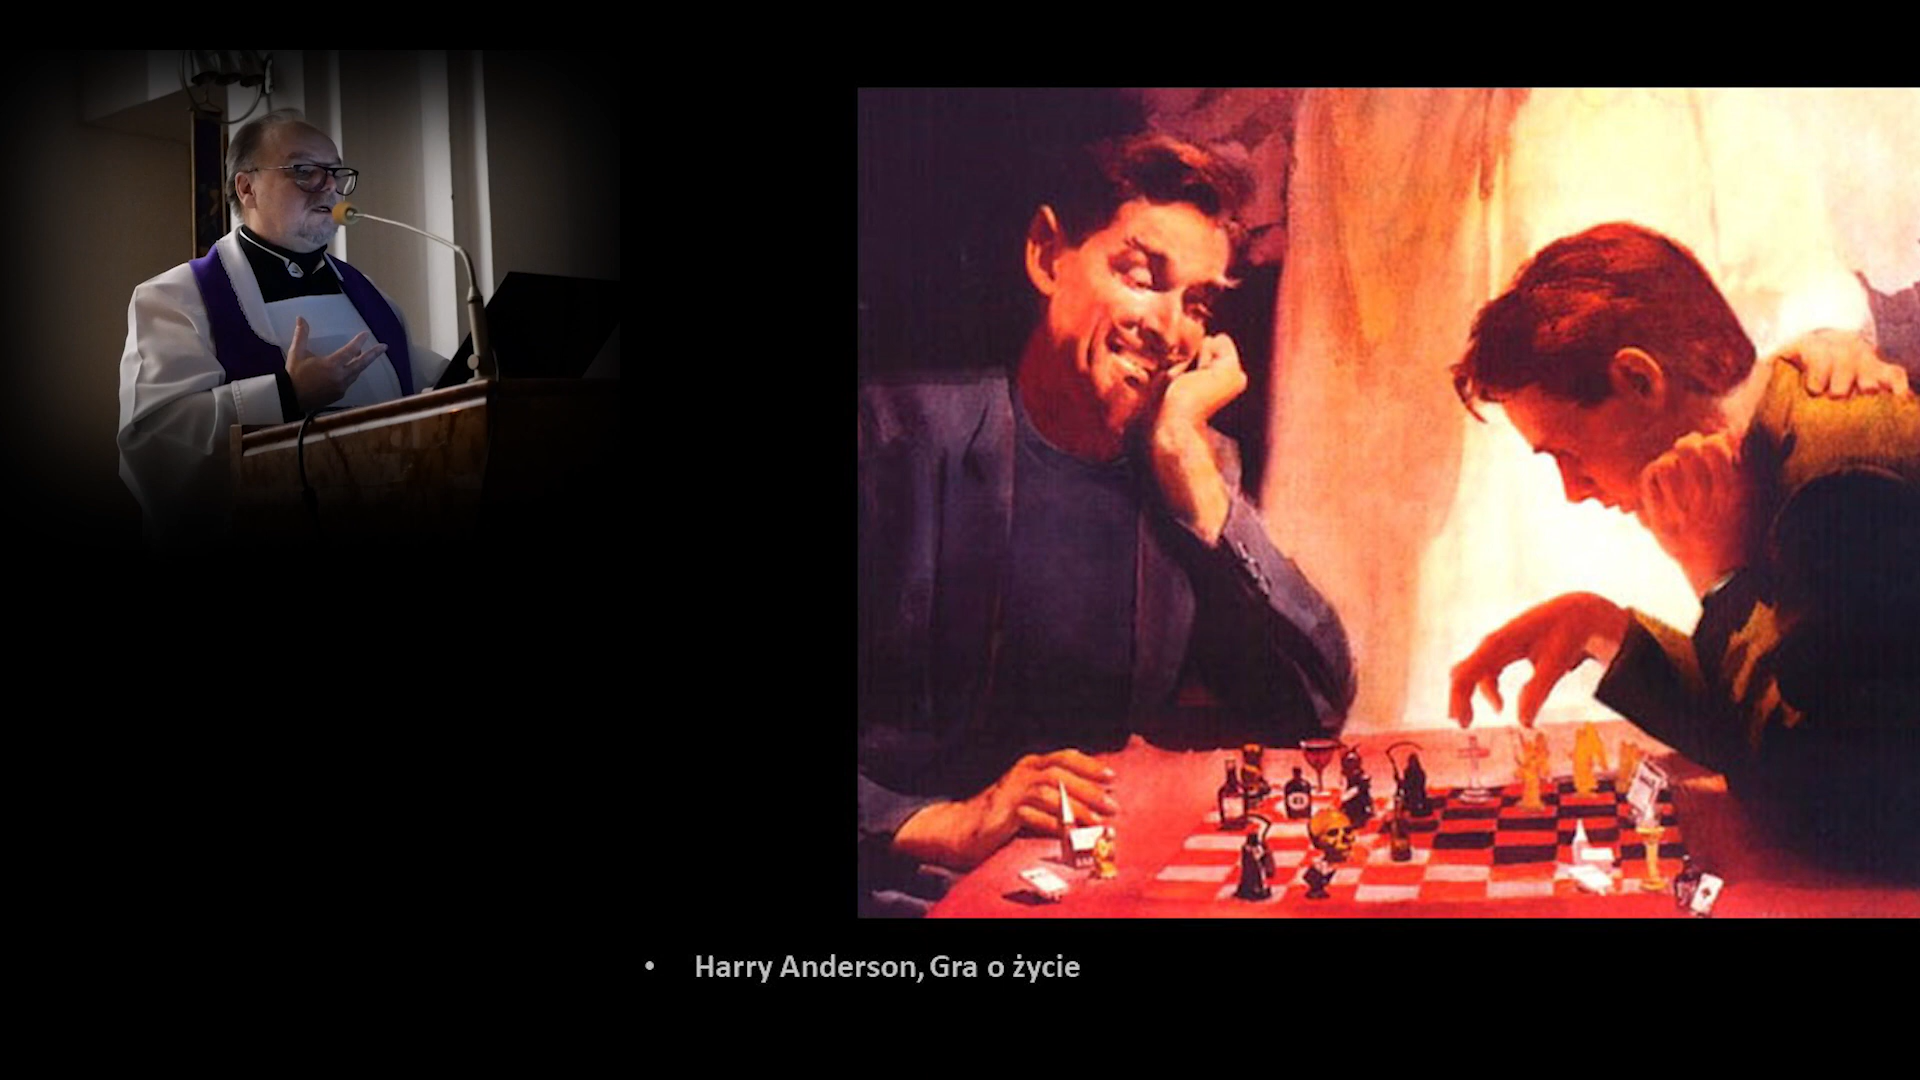 • Harry Anderson, Gra o życie